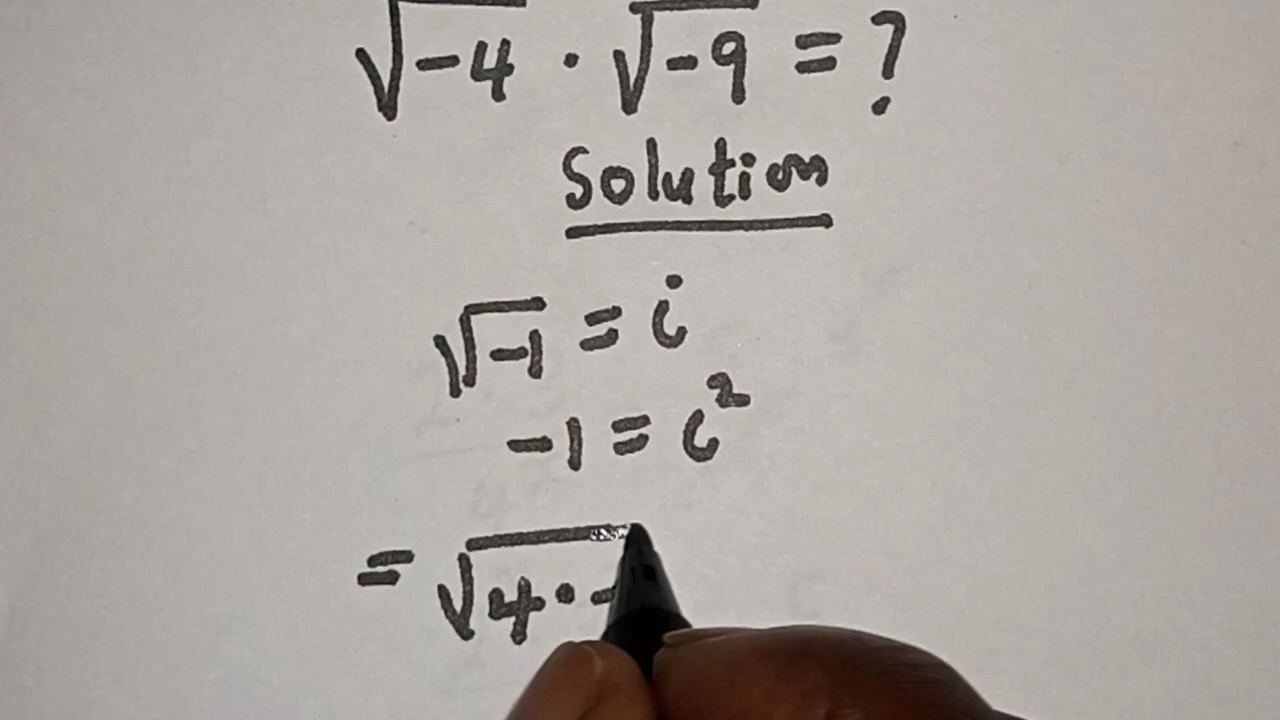 √-4 · √-9 = ?
Solution
√-1 = i
-1 = i²
= √4 · -